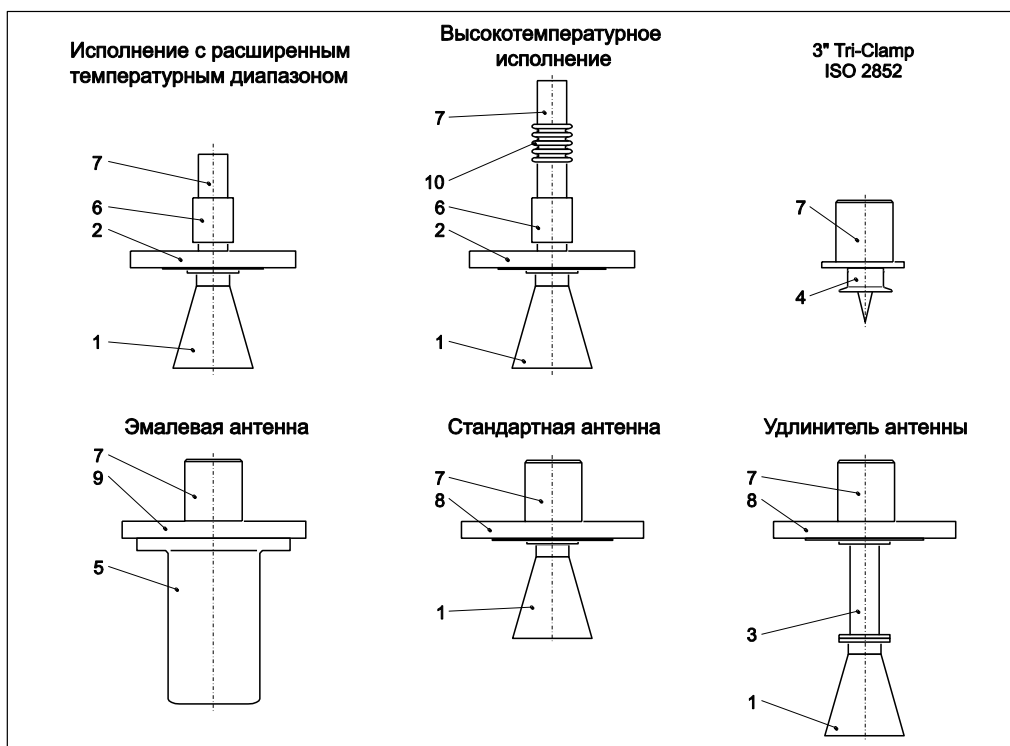 Исполнение с расширенным
температурным диапазоном
7
6
2
1
Высокотемпературное
исполнение
7
10
6
2
1
3" Tri-Clamp
ISO 2852
7
4
Эмалевая антенна
7
9
5
Стандартная антенна
7
8
1
Удлинитель антенны
7
8
3
1